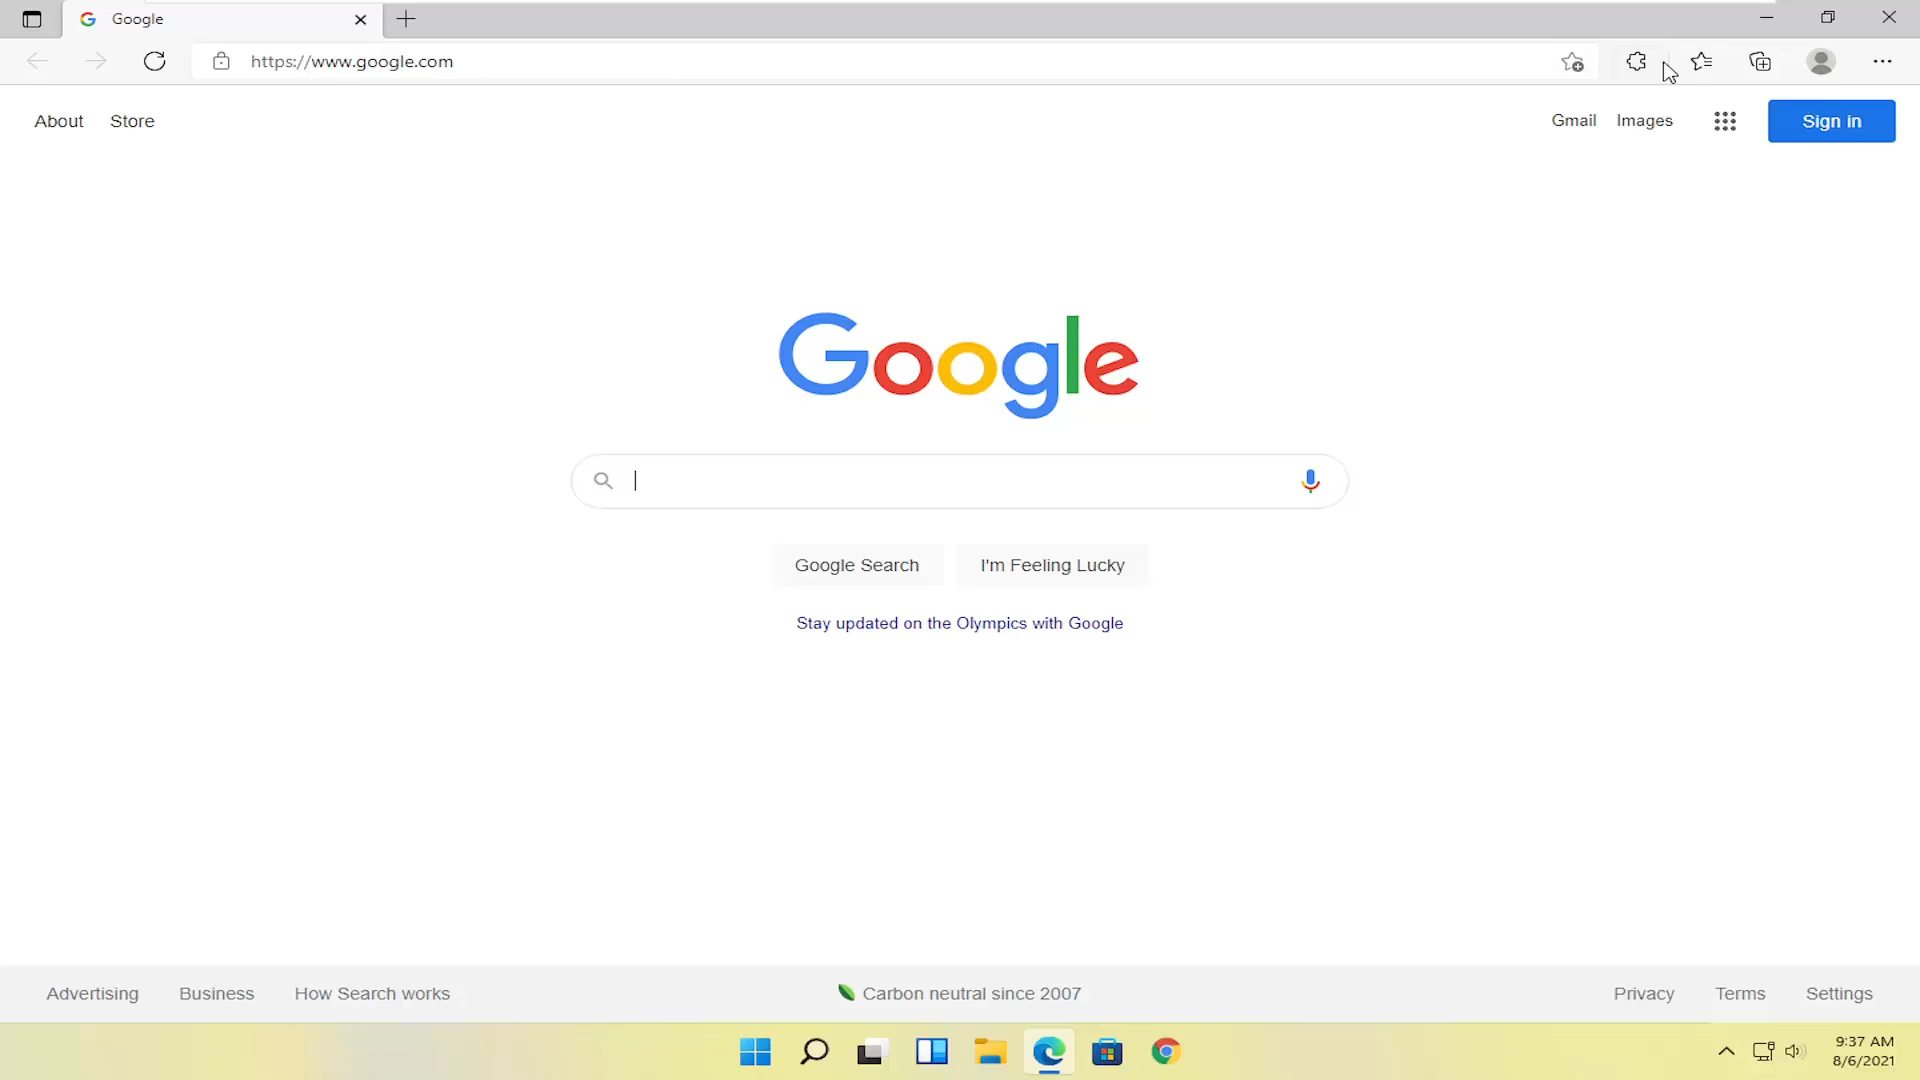 Google
https://www.google.com
About Store
Gmail Images Sign in
Google
Google Search I'm Feeling Lucky
Stay updated on the Olympics with Google
Advertising Business How Search works
Carbon neutral since 2007
Privacy Terms Settings
9:37 AM
8/6/2021